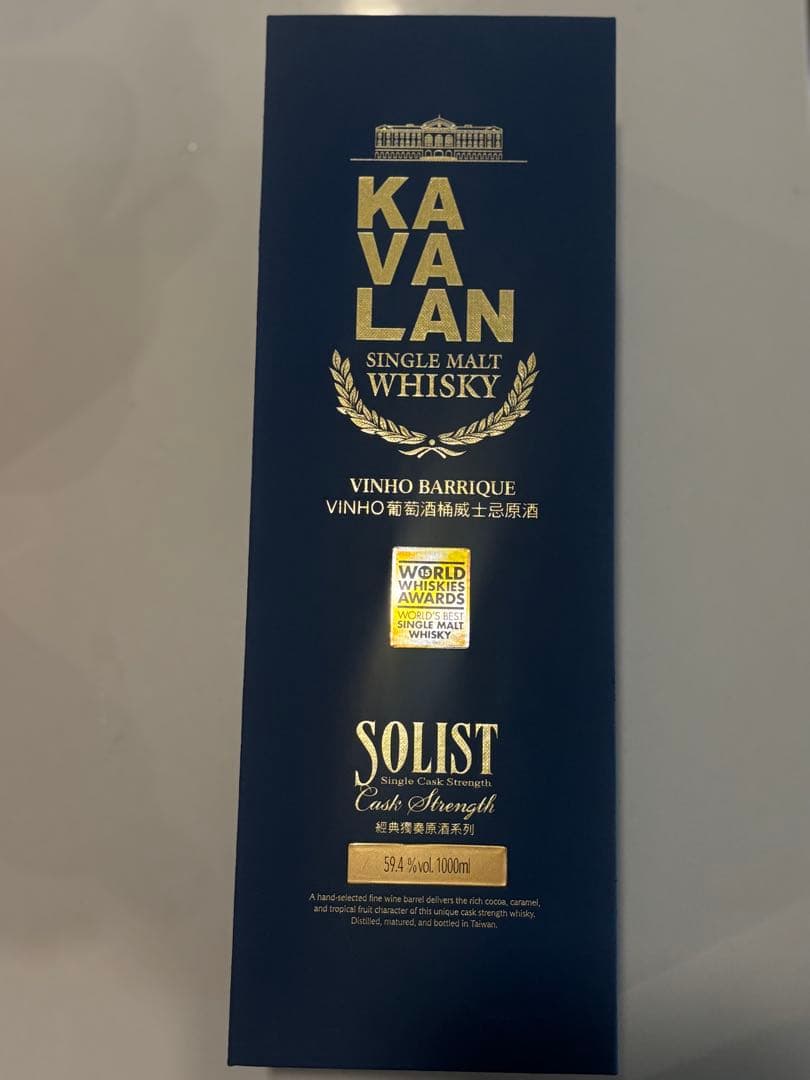 KA
VA
LAN
SINGLE MALT
WHISKY
VINHO BARRIQUE
VINHO葡萄酒桶威士忌原酒
WORLD
15
WHISKIES
AWARDS
WORLD'S BEST
SINGLE MALT
WHISKY
SOLIST
Single Cask Strength
Cask Strength
經典獨奏原酒系列
59.4 %vol. 1000ml
A hand-selected fine wine barrel delivers the rich cocoa, caramel,
and tropical fruit character of this unique cask strength whisky.
Distilled, matured, and bottled in Taiwan.